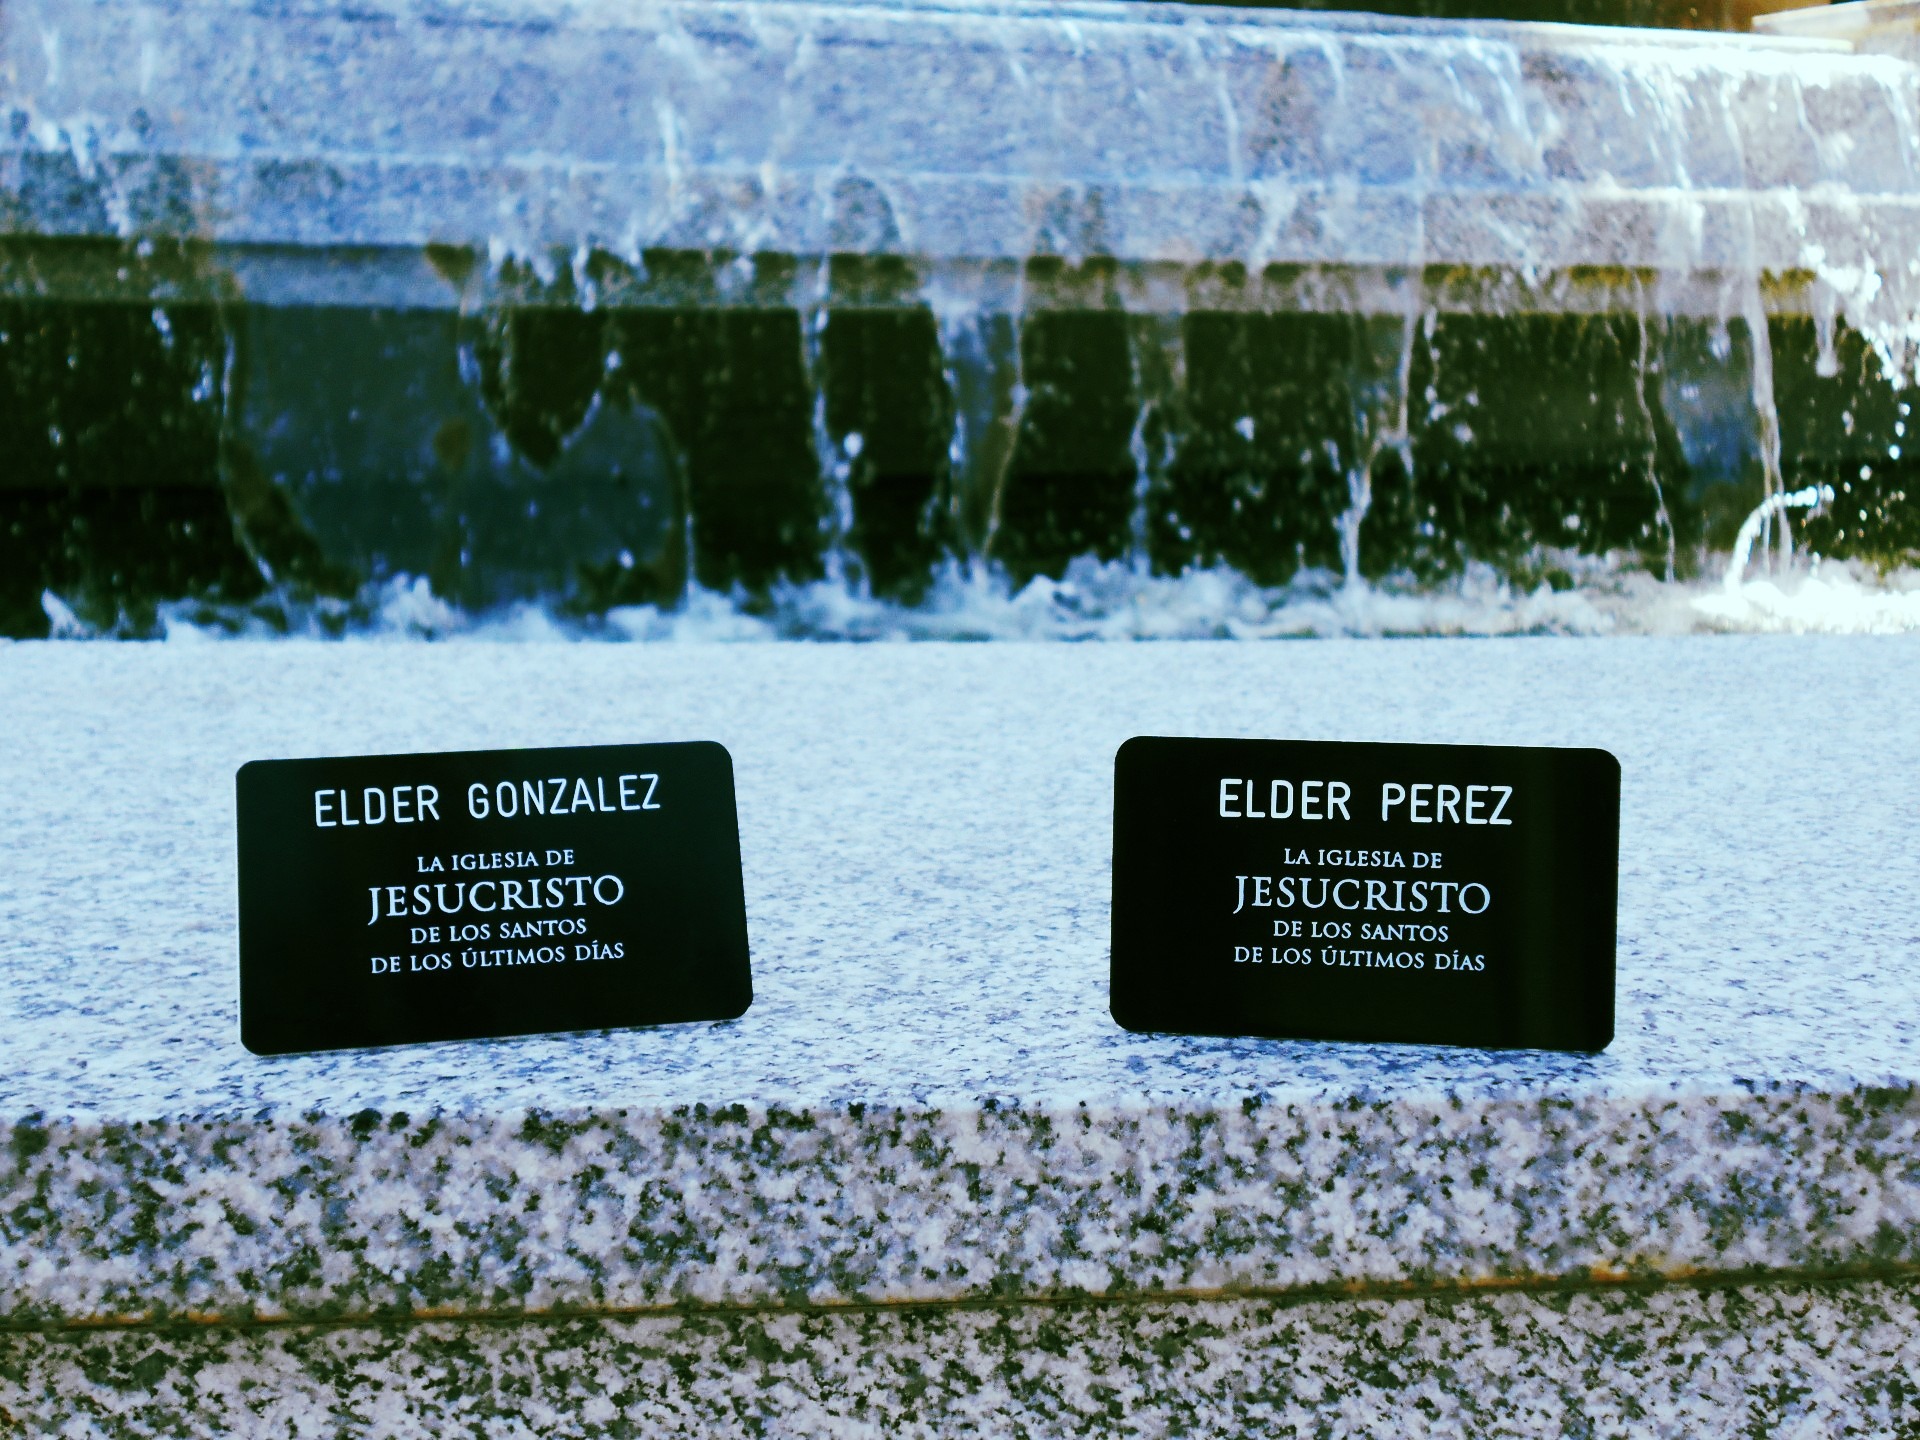 ELDER GONZALEZ
LA IGLESIA DE
JESUCRISTO
DE LOS SANTOS
DE LOS ÚLTIMOS DÍAS
ELDER PEREZ
LA IGLESIA DE
JESUCRISTO
DE LOS SANTOS
DE LOS ÚLTIMOS DÍAS